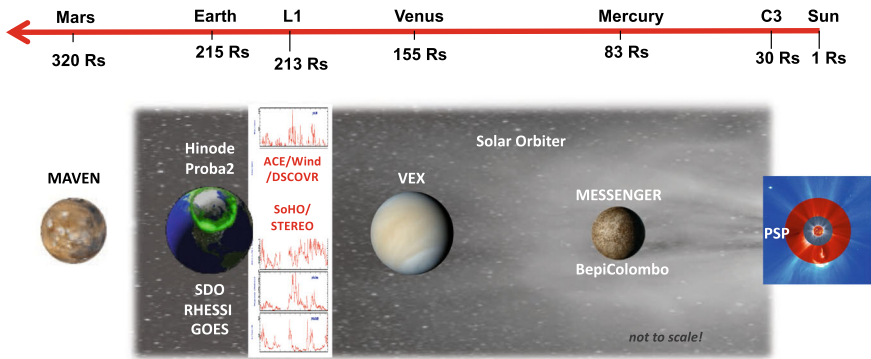 Mars Earth L1 Venus Mercury C3 Sun
320 Rs 215 Rs 213 Rs 155 Rs 83 Rs 30 Rs 1 Rs
Hinode
Proba2
MAVEN
ACE/Wind
/DSCOVR
SoHO/
STEREO
SDO
RHESSI
GOES
VEX
Solar Orbiter
MESSENGER
BepiColombo
PSP
not to scale!